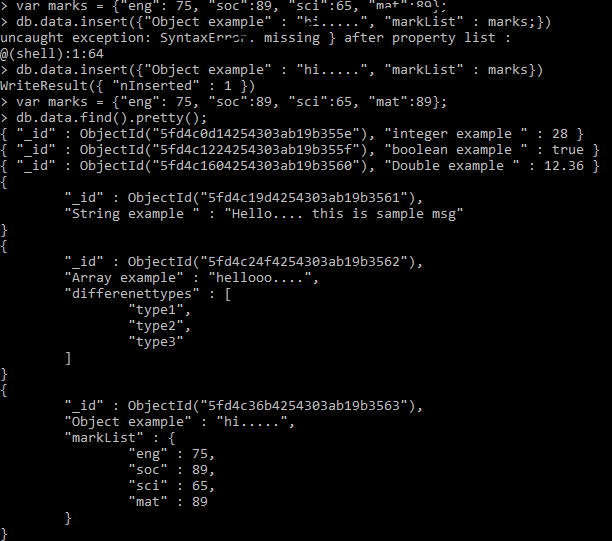 > var marks = {"eng": 75, "soc":89, "sci":65, "mat":89};
> db.data.insert({"Object example" : "hi.....", "markList" : marks;})
uncaught exception: SyntaxError: missing } after property list :
@(shell):1:64
> db.data.insert({"Object example" : "hi.....", "markList" : marks})
WriteResult({ "nInserted" : 1 })
> var marks = {"eng": 75, "soc":89, "sci":65, "mat":89};
> db.data.find().pretty();
{ "_id" : ObjectId("5fd4c0d14254303ab19b355e"), "integer example " : 28 }
{ "_id" : ObjectId("5fd4c1224254303ab19b355f"), "boolean example " : true }
{ "_id" : ObjectId("5fd4c1604254303ab19b3560"), "Double example " : 12.36 }
{
        "_id" : ObjectId("5fd4c19d4254303ab19b3561"),
        "String example " : "Hello.... this is sample msg"
}
{
        "_id" : ObjectId("5fd4c24f4254303ab19b3562"),
        "Array example" : "hellooo....",
        "differenettypes" : [
                "type1",
                "type2",
                "type3"
        ]
}
{
        "_id" : ObjectId("5fd4c36b4254303ab19b3563"),
        "Object example" : "hi.....",
        "markList" : {
                "eng" : 75,
                "soc" : 89,
                "sci" : 65,
                "mat" : 89
        }
}